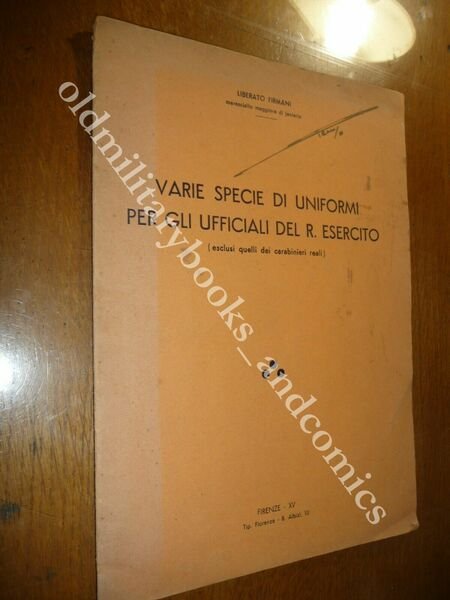 LIBERATO FIRMANI
maresciallo maggiore di fanteria
VARIE SPECIE DI UNIFORMI
PER GLI UFFICIALI DEL R. ESERCITO
(esclusi quelli dei carabinieri reali)
FIRENZE - XV
Tip. Fiorenza - B. Albizi, 10
oldmilitarybooks_andcomics